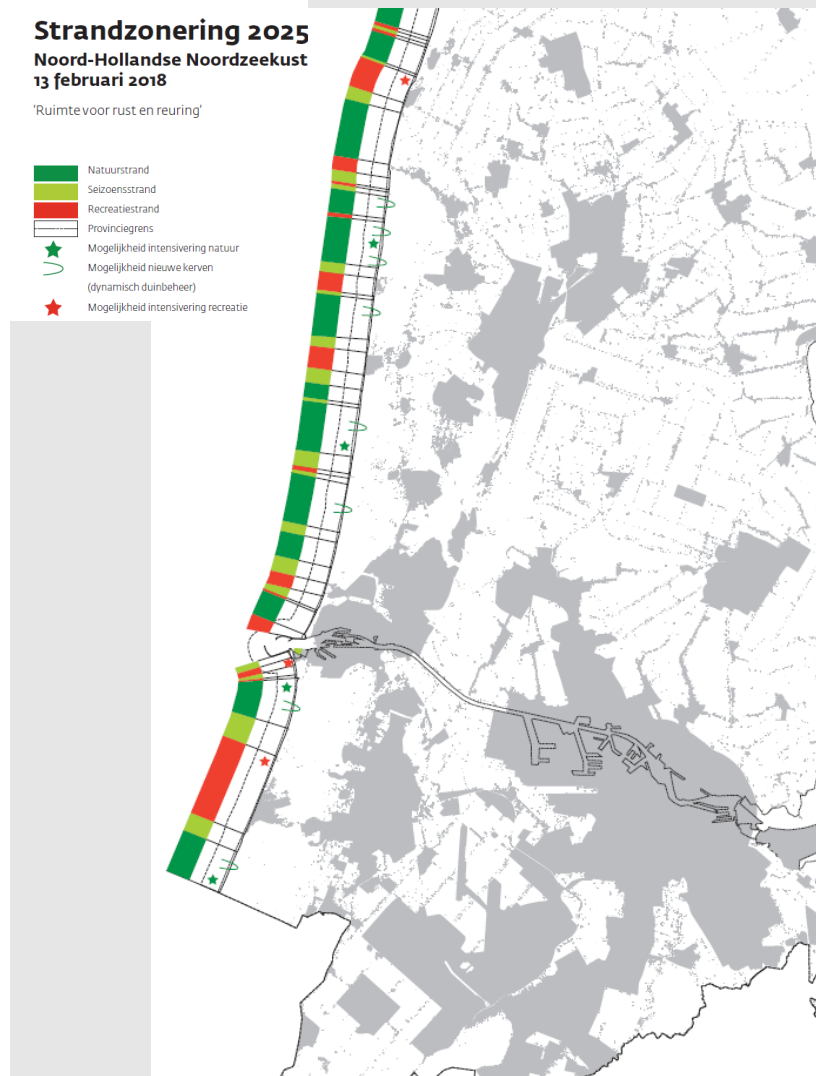 Strandzonering 2025
Noord-Hollandse Noordzeekust
13 februari 2018
‘Ruimte voor rust en reuring’
Natuurstrand
Seizoensstrand
Recreatiestrand
Provinciegrens
Mogelijkheid intensivering natuur
Mogelijkheid nieuwe kerven
(dynamisch duinbeheer)
Mogelijkheid intensivering recreatie